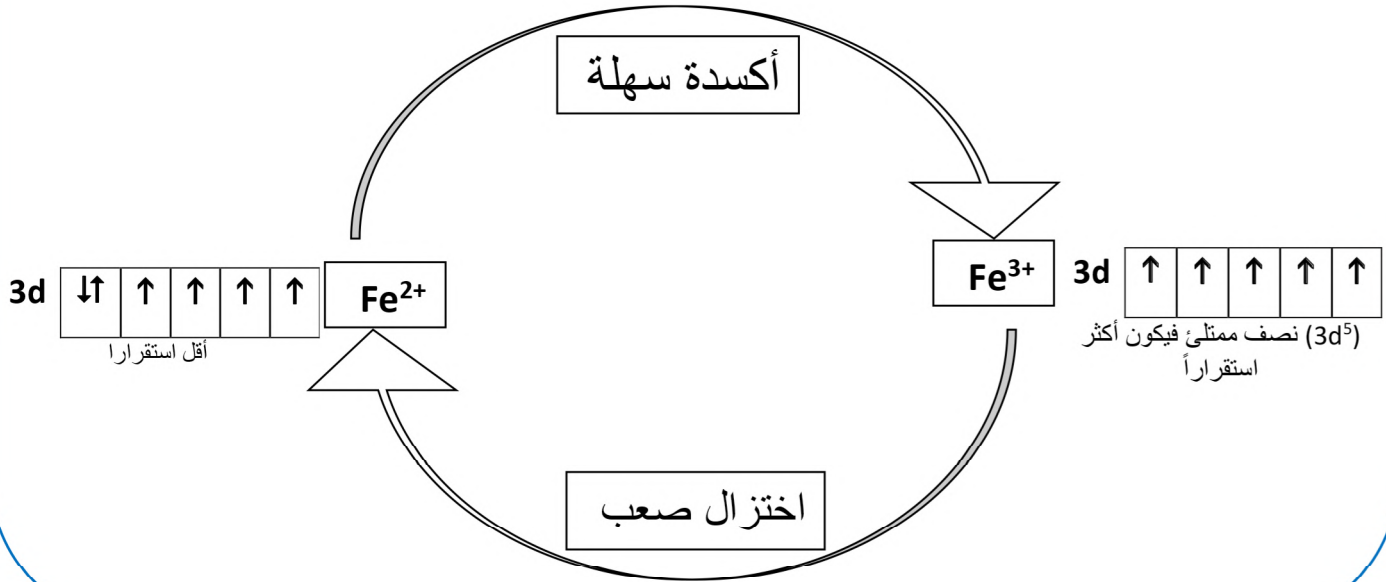 أكسدة سهلة
3d ↓↑ ↑ ↑ ↑ ↑ Fe²⁺
أقل استقرارا
Fe³⁺ 3d ↑ ↑ ↑ ↑ ↑
(3d⁵) نصف ممتلئ فيكون أكثر
استقراراً
اختزال صعب